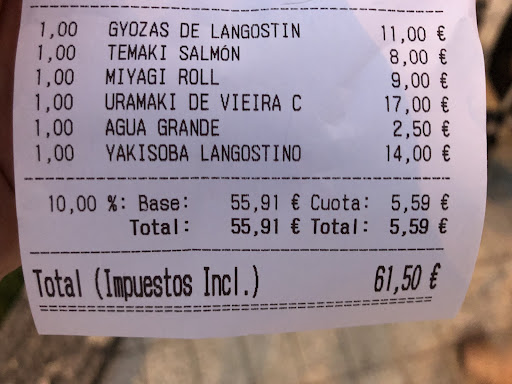 1,00 GYOZAS DE LANGOSTIN 11,00 €
1,00 TEMAKI SALMÓN 8,00 €
1,00 MIYAGI ROLL 9,00 €
1,00 URAMAKI DE VIEIRA C 17,00 €
1,00 AGUA GRANDE 2,50 €
1,00 YAKISOBA LANGOSTINO 14,00 €
10,00 %: Base: 55,91 € Cuota: 5,59 €
Total: 55,91 € Total: 5,59 €
Total (Impuestos Incl.) 61,50 €